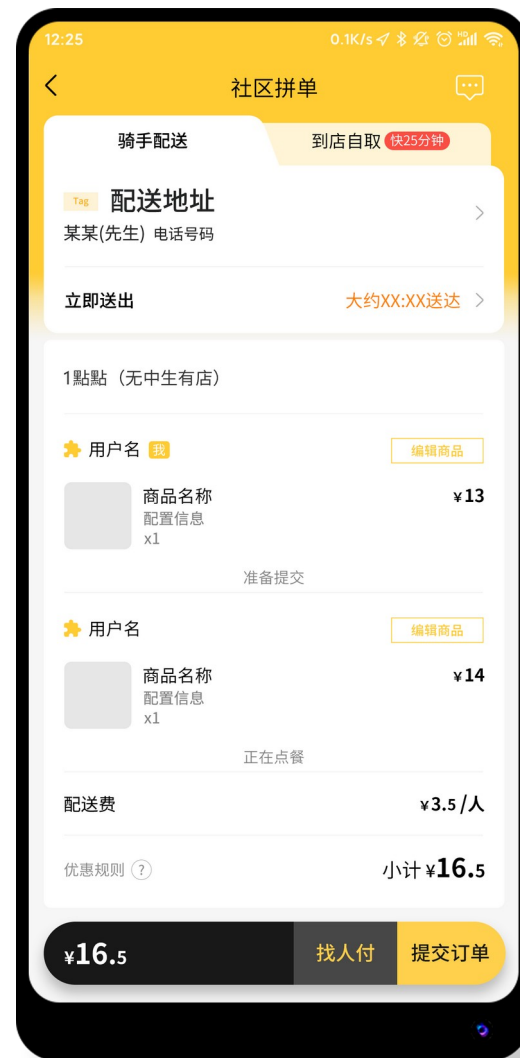 12:25 0.1K/s HD
社区拼单
骑手配送 到店自取 快25分钟
Tag 配送地址
某某(先生) 电话号码
立即送出 大约XX:XX送达
1點點（无中生有店）
用户名 我 编辑商品
商品名称 ¥13
配置信息
x1
准备提交
用户名 编辑商品
商品名称 ¥14
配置信息
x1
正在点餐
配送费 ¥3.5/人
优惠规则 ? 小计¥16.5
¥16.5 找人付 提交订单